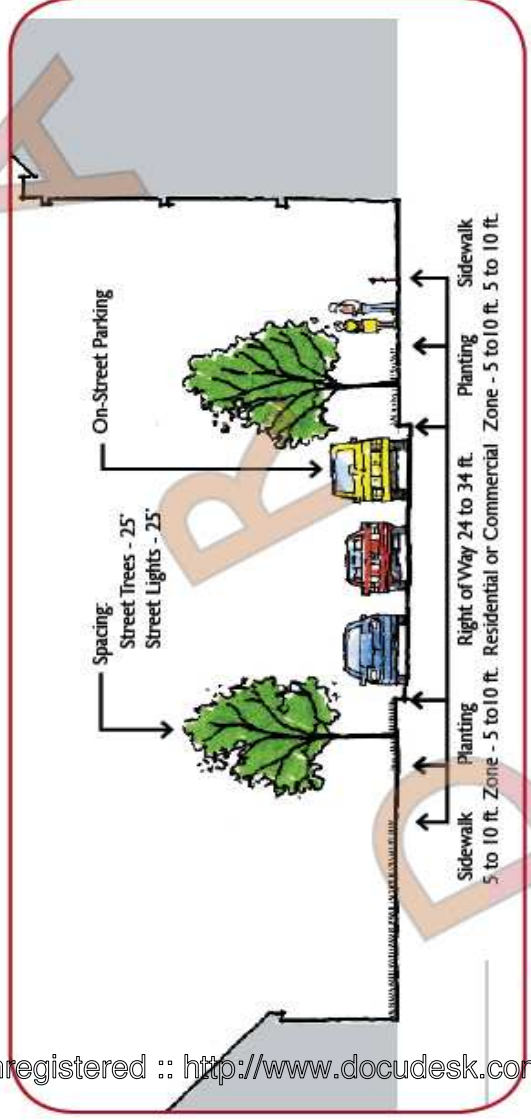 Spacing:
Street Trees - 25'
Street Lights - 25'
On-Street Parking
Sidewalk
5 to 10 ft.
Planting
Zone - 5 to 10 ft.
Right of Way 24 to 34 ft.
Residential or Commercial
Planting
Zone - 5 to 10 ft.
Sidewalk
5 to 10 ft.
D R A
nregistered :: http://www.docudesk.com